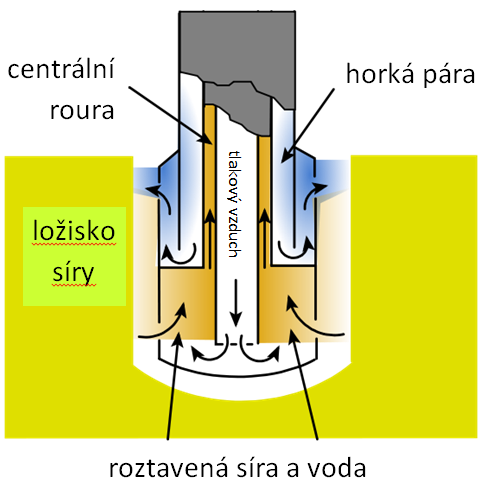 centrální
roura
horká pára
tlakový vzduch
ložisko
síry
roztavená síra a voda